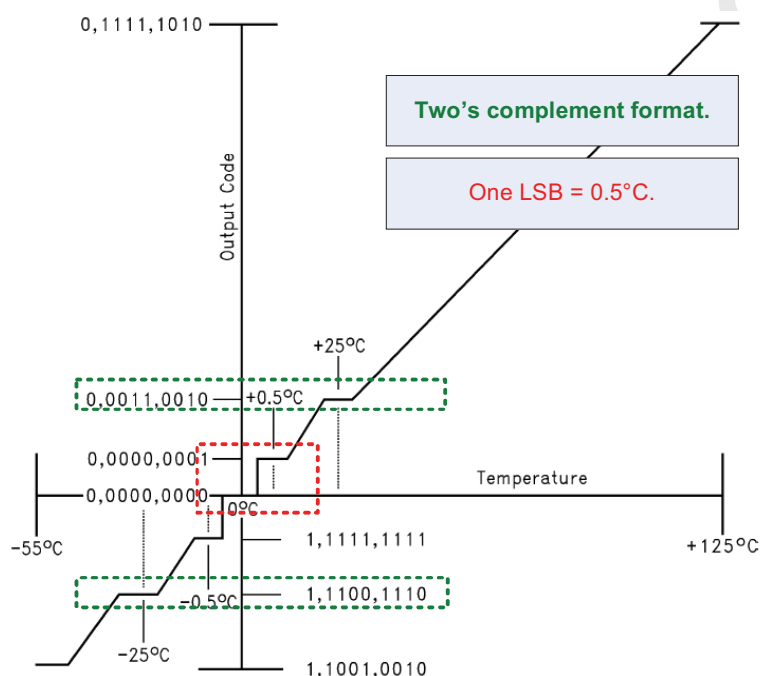 0,1111,1010
Two's complement format.
One LSB = 0.5°C.
Output Code
+25°C
0,0011,0010
+0.5°C
0,0000,0001
Temperature
0,0000,0000
0°C
-55°C
1,1111,1111
+125°C
-0.5°C
1,1100,1110
-25°C
1,1001,0010